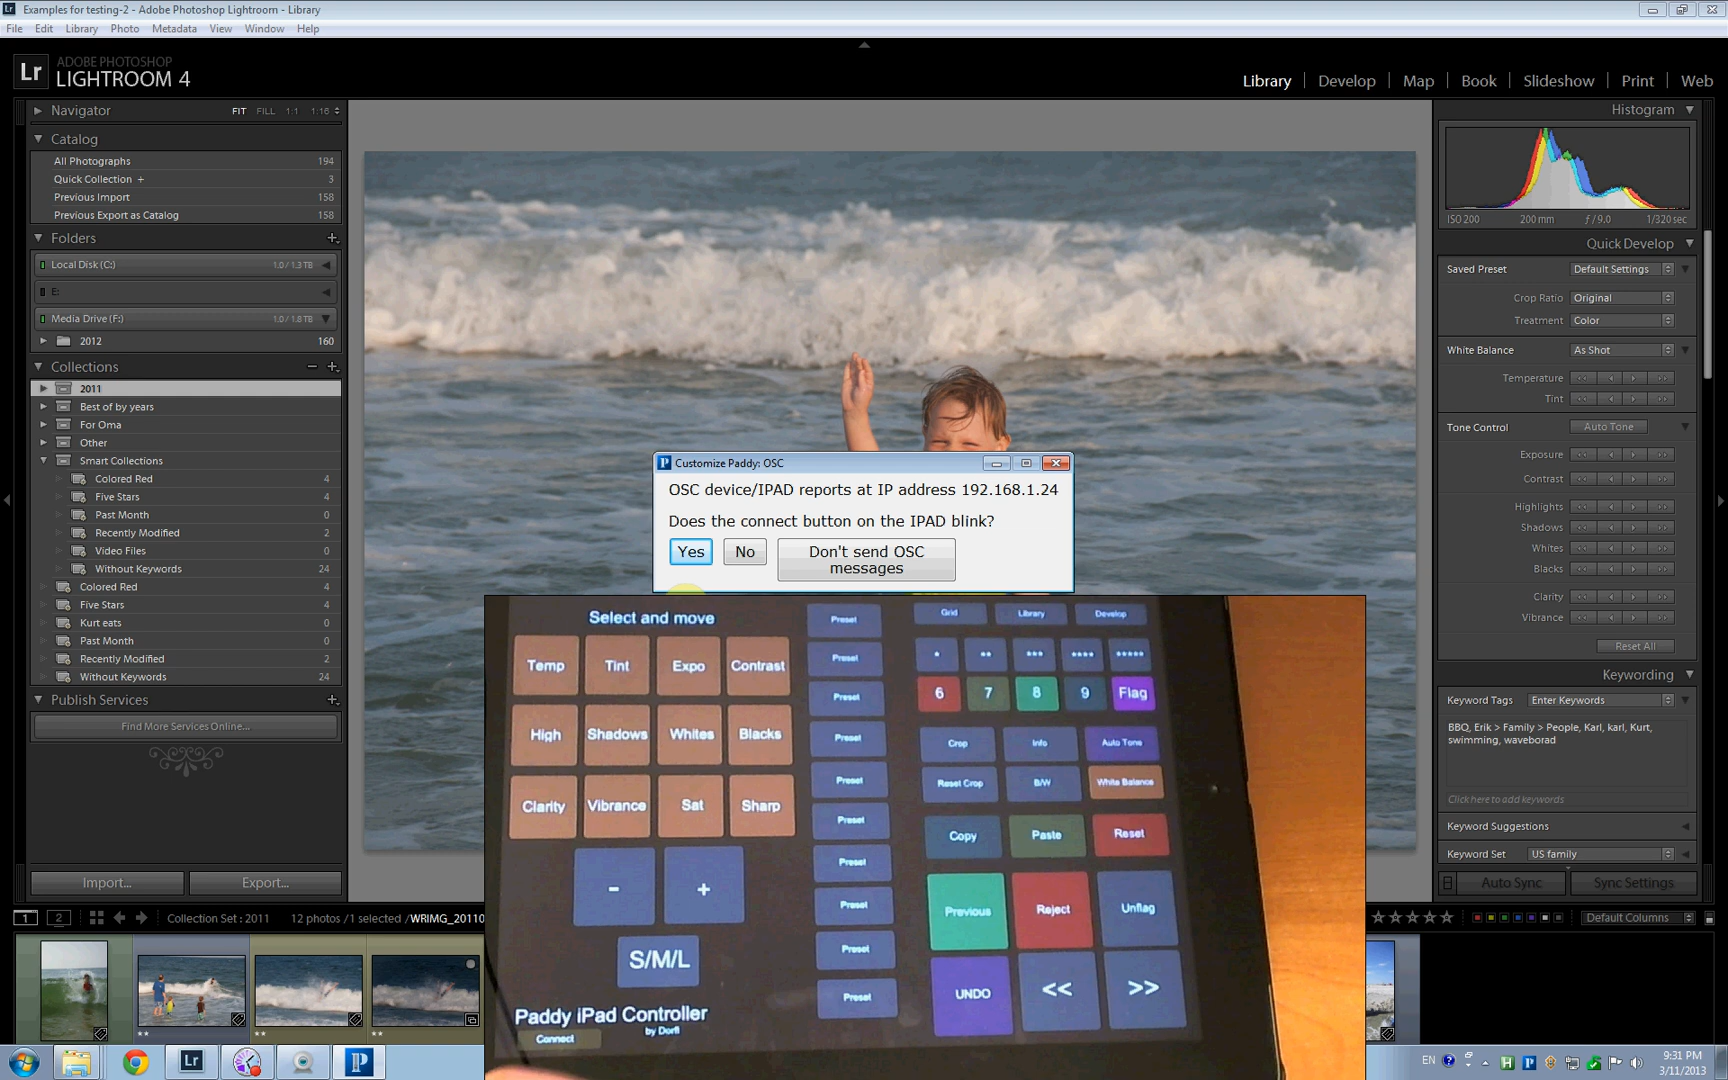 Examples for testing-2 - Adobe Photoshop Lightroom - Library
File Edit Library Photo Metadata View Window Help
Lr ADOBE PHOTOSHOP
LIGHTROOM 4
Library Develop Map Book Slideshow Print Web
Navigator FIT FILL 1:1 1:16
Catalog
All Photographs 194
Quick Collection + 3
Previous Import 158
Previous Export as Catalog 158
Folders
Local Disk (C:) 1.0 / 1.3 TB
E:
Media Drive (F:) 1.0 / 1.8 TB
2012 160
Collections
2011
Best of by years
For Oma
Other
Smart Collections
Colored Red 4
Five Stars 4
Past Month 0
Recently Modified 2
Video Files 0
Without Keywords 24
Colored Red 4
Five Stars 4
Kurt eats 0
Past Month 0
Recently Modified 2
Without Keywords 24
Publish Services
Find More Services Online...
Import... Export...
Customize Paddy: OSC
OSC device/IPAD reports at IP address 192.168.1.24
Does the connect button on the IPAD blink?
Yes No Don't send OSC
messages
Select and move
Temp Tint Expo Contrast
High Shadows Whites Blacks
Clarity Vibrance Sat Sharp
- +
S/M/L
Paddy iPad Controller
by Dorfl
Connect
Preset
Preset
Preset
Preset
Preset
Preset
Preset
Preset
Preset
Preset
Grid Library Develop
* ** *** **** *****
6 7 8 9 Flag
Crop Info Auto Tone
Reset Crop B/W White Balance
Copy Paste Reset
Previous Reject Unflag
UNDO << >>
Histogram
ISO 200 200 mm ƒ / 9.0 1/320 sec
Quick Develop
Saved Preset Default Settings
Crop Ratio Original
Treatment Color
White Balance As Shot
Temperature
Tint
Tone Control Auto Tone
Exposure
Contrast
Highlights
Shadows
Whites
Blacks
Clarity
Vibrance
Reset All
Keywording
Keyword Tags Enter Keywords
BBQ, Erik > Family > People, Karl, karl, Kurt,
swimming, waveborad
Click here to add keywords
Keyword Suggestions
Keyword Set US family
Auto Sync Sync Settings
1 2 Collection Set : 2011 12 photos / 1 selected / WRIMG_20110
Default Columns
Lr P
EN H P
9:31 PM
3/11/2013